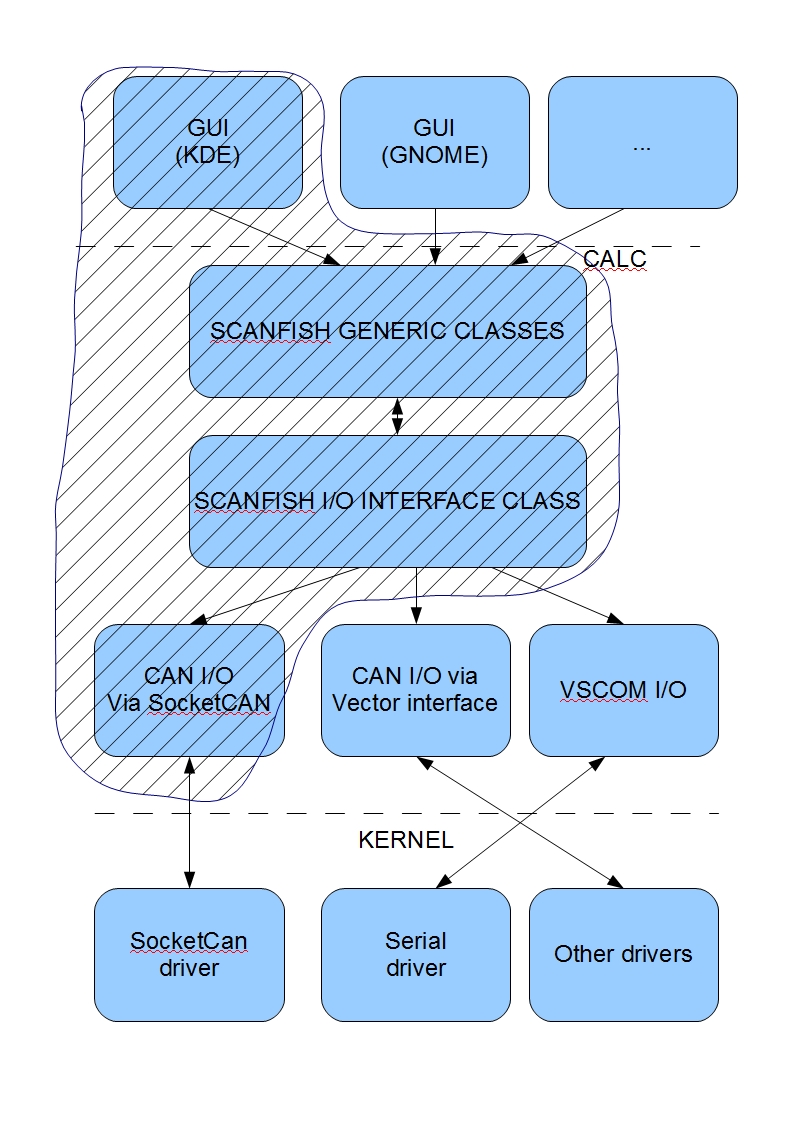 GUI
(KDE)
GUI
(GNOME)
...
CALC
SCANFISH GENERIC CLASSES
SCANFISH I/O INTERFACE CLASS
CAN I/O
Via SocketCAN
CAN I/O via
Vector interface
VSCOM I/O
KERNEL
SocketCan
driver
Serial
driver
Other drivers